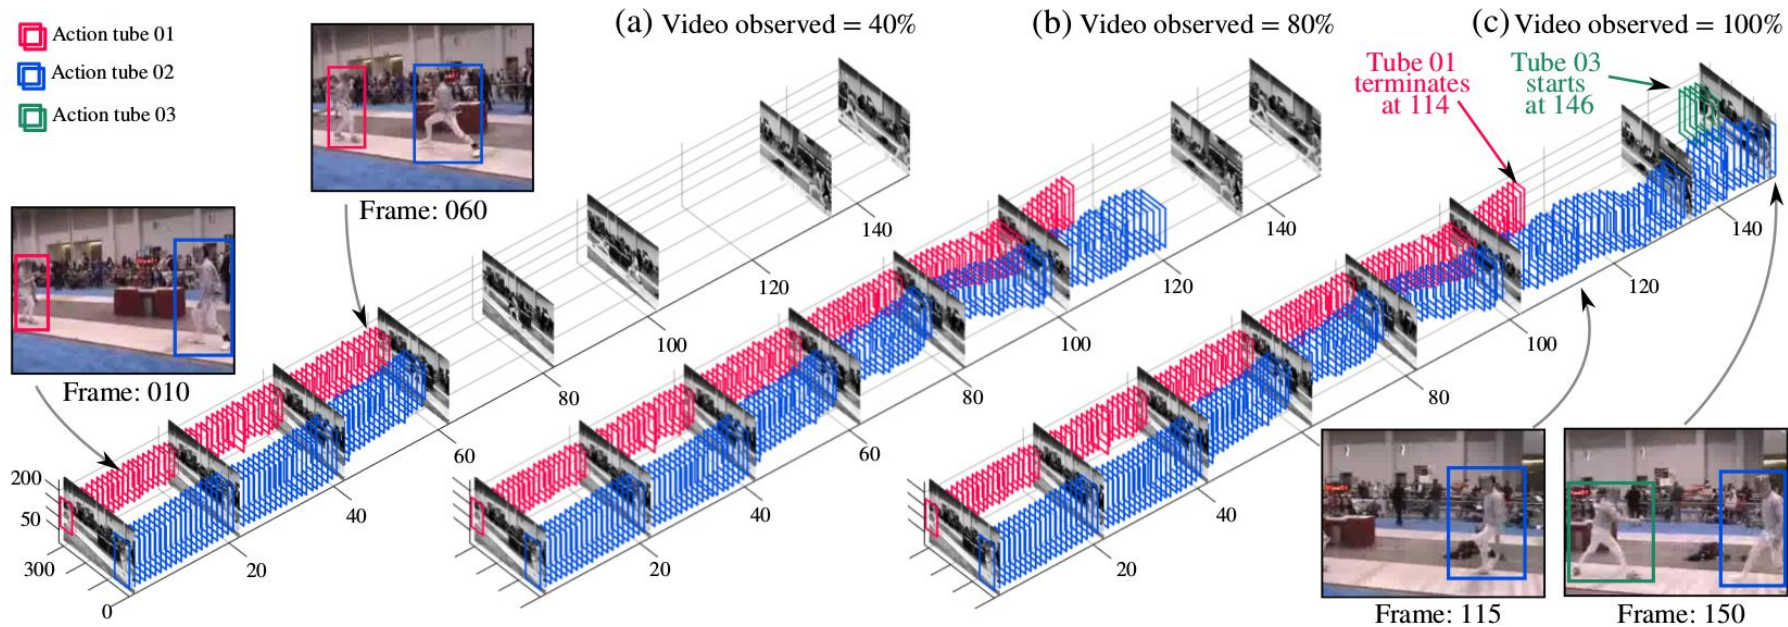 Action tube 01
Action tube 02
Action tube 03
(a) Video observed = 40%
(b) Video observed = 80%
(c) Video observed = 100%
Tube 01
terminates
at 114
Tube 03
starts
at 146
Frame: 010
Frame: 060
Frame: 115
Frame: 150
200
50
300
0
20
40
60
80
100
120
140
20
40
60
80
100
120
140
20
40
80
100
120
140